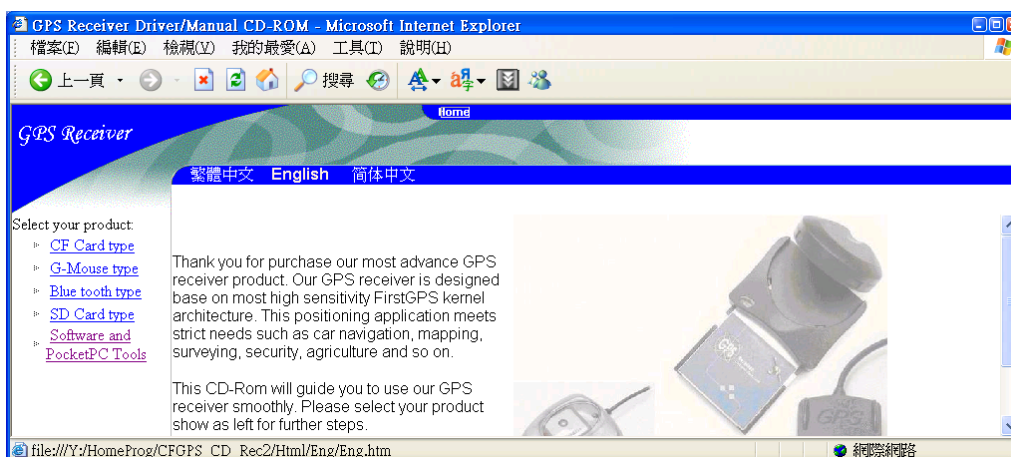 GPS Receiver Driver/Manual CD-ROM - Microsoft Internet Explorer
檔案(F) 編輯(E) 檢視(V) 我的最愛(A) 工具(T) 說明(H)
上一頁 搜尋
Home
GPS Receiver
繁體中文 English 简体中文
Select your product:
CF Card type
G-Mouse type
Blue tooth type
SD Card type
Software and
PocketPC Tools
Thank you for purchase our most advance GPS
receiver product. Our GPS receiver is designed
base on most high sensitivity FirstGPS kernel
architecture. This positioning application meets
strict needs such as car navigation, mapping,
surveying, security, agriculture and so on.
This CD-Rom will guide you to use our GPS
receiver smoothly. Please select your product
show as left for further steps.
GPS
GPS
file:///Y:/HomeProg/CFGPS_CD_Rec2/Html/Eng/Eng.htm
網際網路